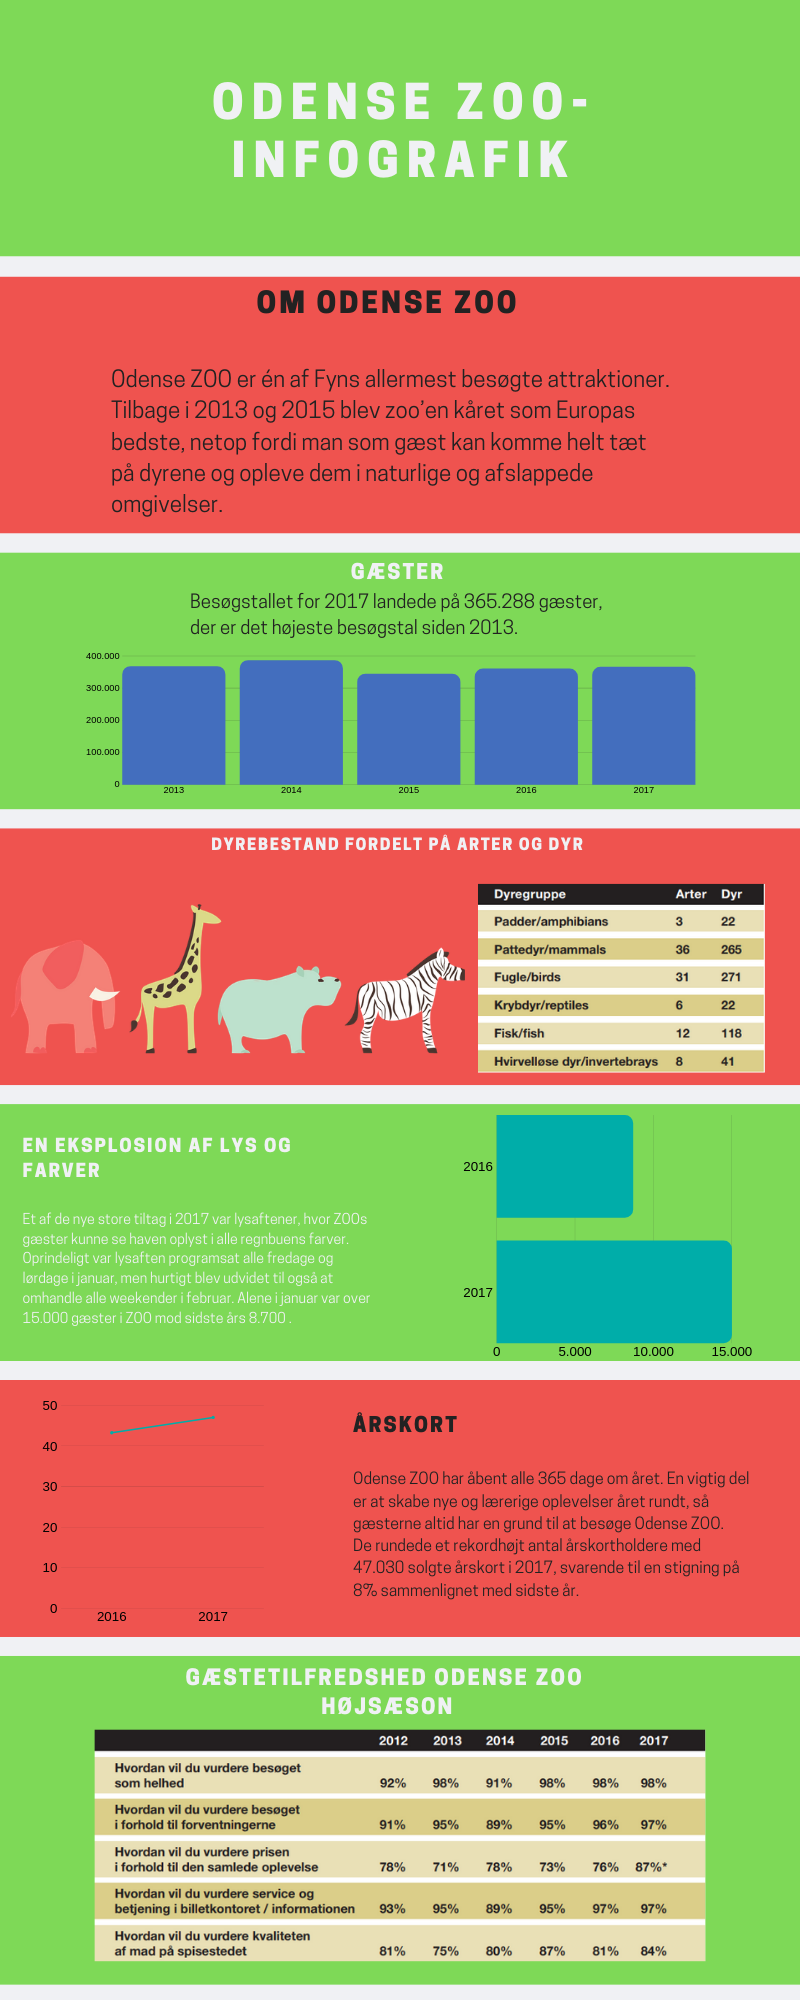 ODENSE ZOO-
INFOGRAFIK
OM ODENSE ZOO
Odense ZOO er én af Fyns allermest besøgte attraktioner.
Tilbage i 2013 og 2015 blev zoo'en kåret som Europas
bedste, netop fordi man som gæst kan komme helt tæt
på dyrene og opleve dem i naturlige og afslappede
omgivelser.
GÆSTER
Besøgstallet for 2017 landede på 365.288 gæster,
der er det højeste besøgstal siden 2013.
400.000
300.000
200.000
100.000
0
2013 2014 2015 2016 2017
DYREBESTAND FORDELT PÅ ARTER OG DYR
Dyregruppe Arter Dyr
Padder/amphibians 3 22
Pattedyr/mammals 36 265
Fugle/birds 31 271
Krybdyr/reptiles 6 22
Fisk/fish 12 118
Hvirvelløse dyr/invertebrays 8 41
EN EKSPLOSION AF LYS OG
FARVER
Et af de nye store tiltag i 2017 var lysaftener, hvor ZOOs
gæster kunne se haven oplyst i alle regnbuens farver.
Oprindeligt var lysaften programsat alle fredage og
lørdage i januar, men hurtigt blev udvidet til også at
omhandle alle weekender i februar. Alene i januar var over
15.000 gæster i ZOO mod sidste års 8.700 .
2016
2017
0 5.000 10.000 15.000
50
40
30
20
10
0
2016 2017
ÅRSKORT
Odense ZOO har åbent alle 365 dage om året. En vigtig del
er at skabe nye og lærerige oplevelser året rundt, så
gæsterne altid har en grund til at besøge Odense ZOO.
De rundede et rekordhøjt antal årskortholdere med
47.030 solgte årskort i 2017, svarende til en stigning på
8% sammenlignet med sidste år.
GÆSTETILFREDSHED ODENSE ZOO
HØJSÆSON
2012 2013 2014 2015 2016 2017
Hvordan vil du vurdere besøget
som helhed 92% 98% 91% 98% 98% 98%
Hvordan vil du vurdere besøget
i forhold til forventningerne 91% 95% 89% 95% 96% 97%
Hvordan vil du vurdere prisen
i forhold til den samlede oplevelse 78% 71% 78% 73% 76% 87%*
Hvordan vil du vurdere service og
betjening i billetkontoret / informationen 93% 95% 89% 95% 97% 97%
Hvordan vil du vurdere kvaliteten
af mad på spisestedet 81% 75% 80% 87% 81% 84%